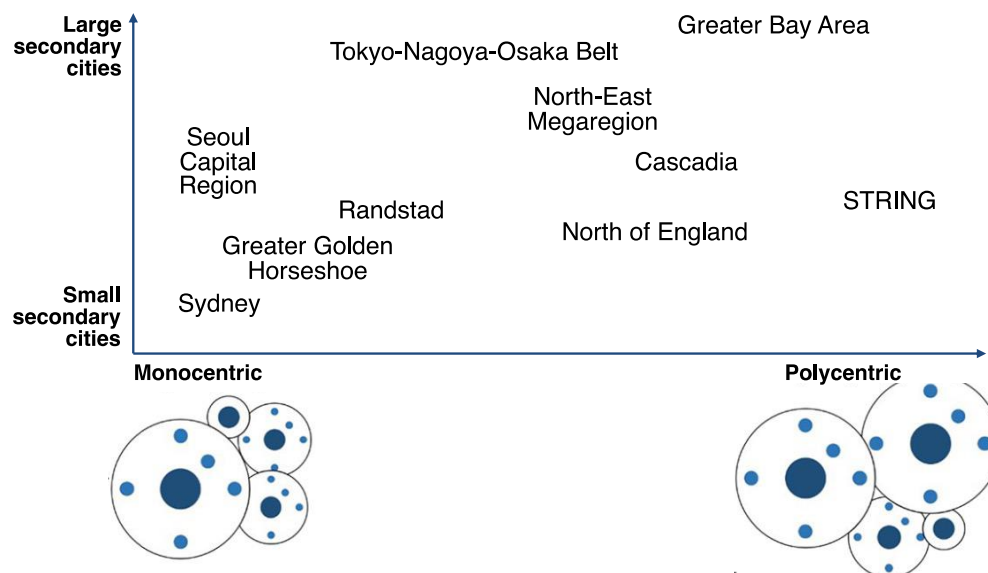 Large
secondary
cities
Greater Bay Area
Tokyo-Nagoya-Osaka Belt
North-East
Megaregion
Seoul
Capital
Region
Cascadia
STRING
Randstad
North of England
Greater Golden
Horseshoe
Small
secondary
cities
Sydney
Monocentric
Polycentric